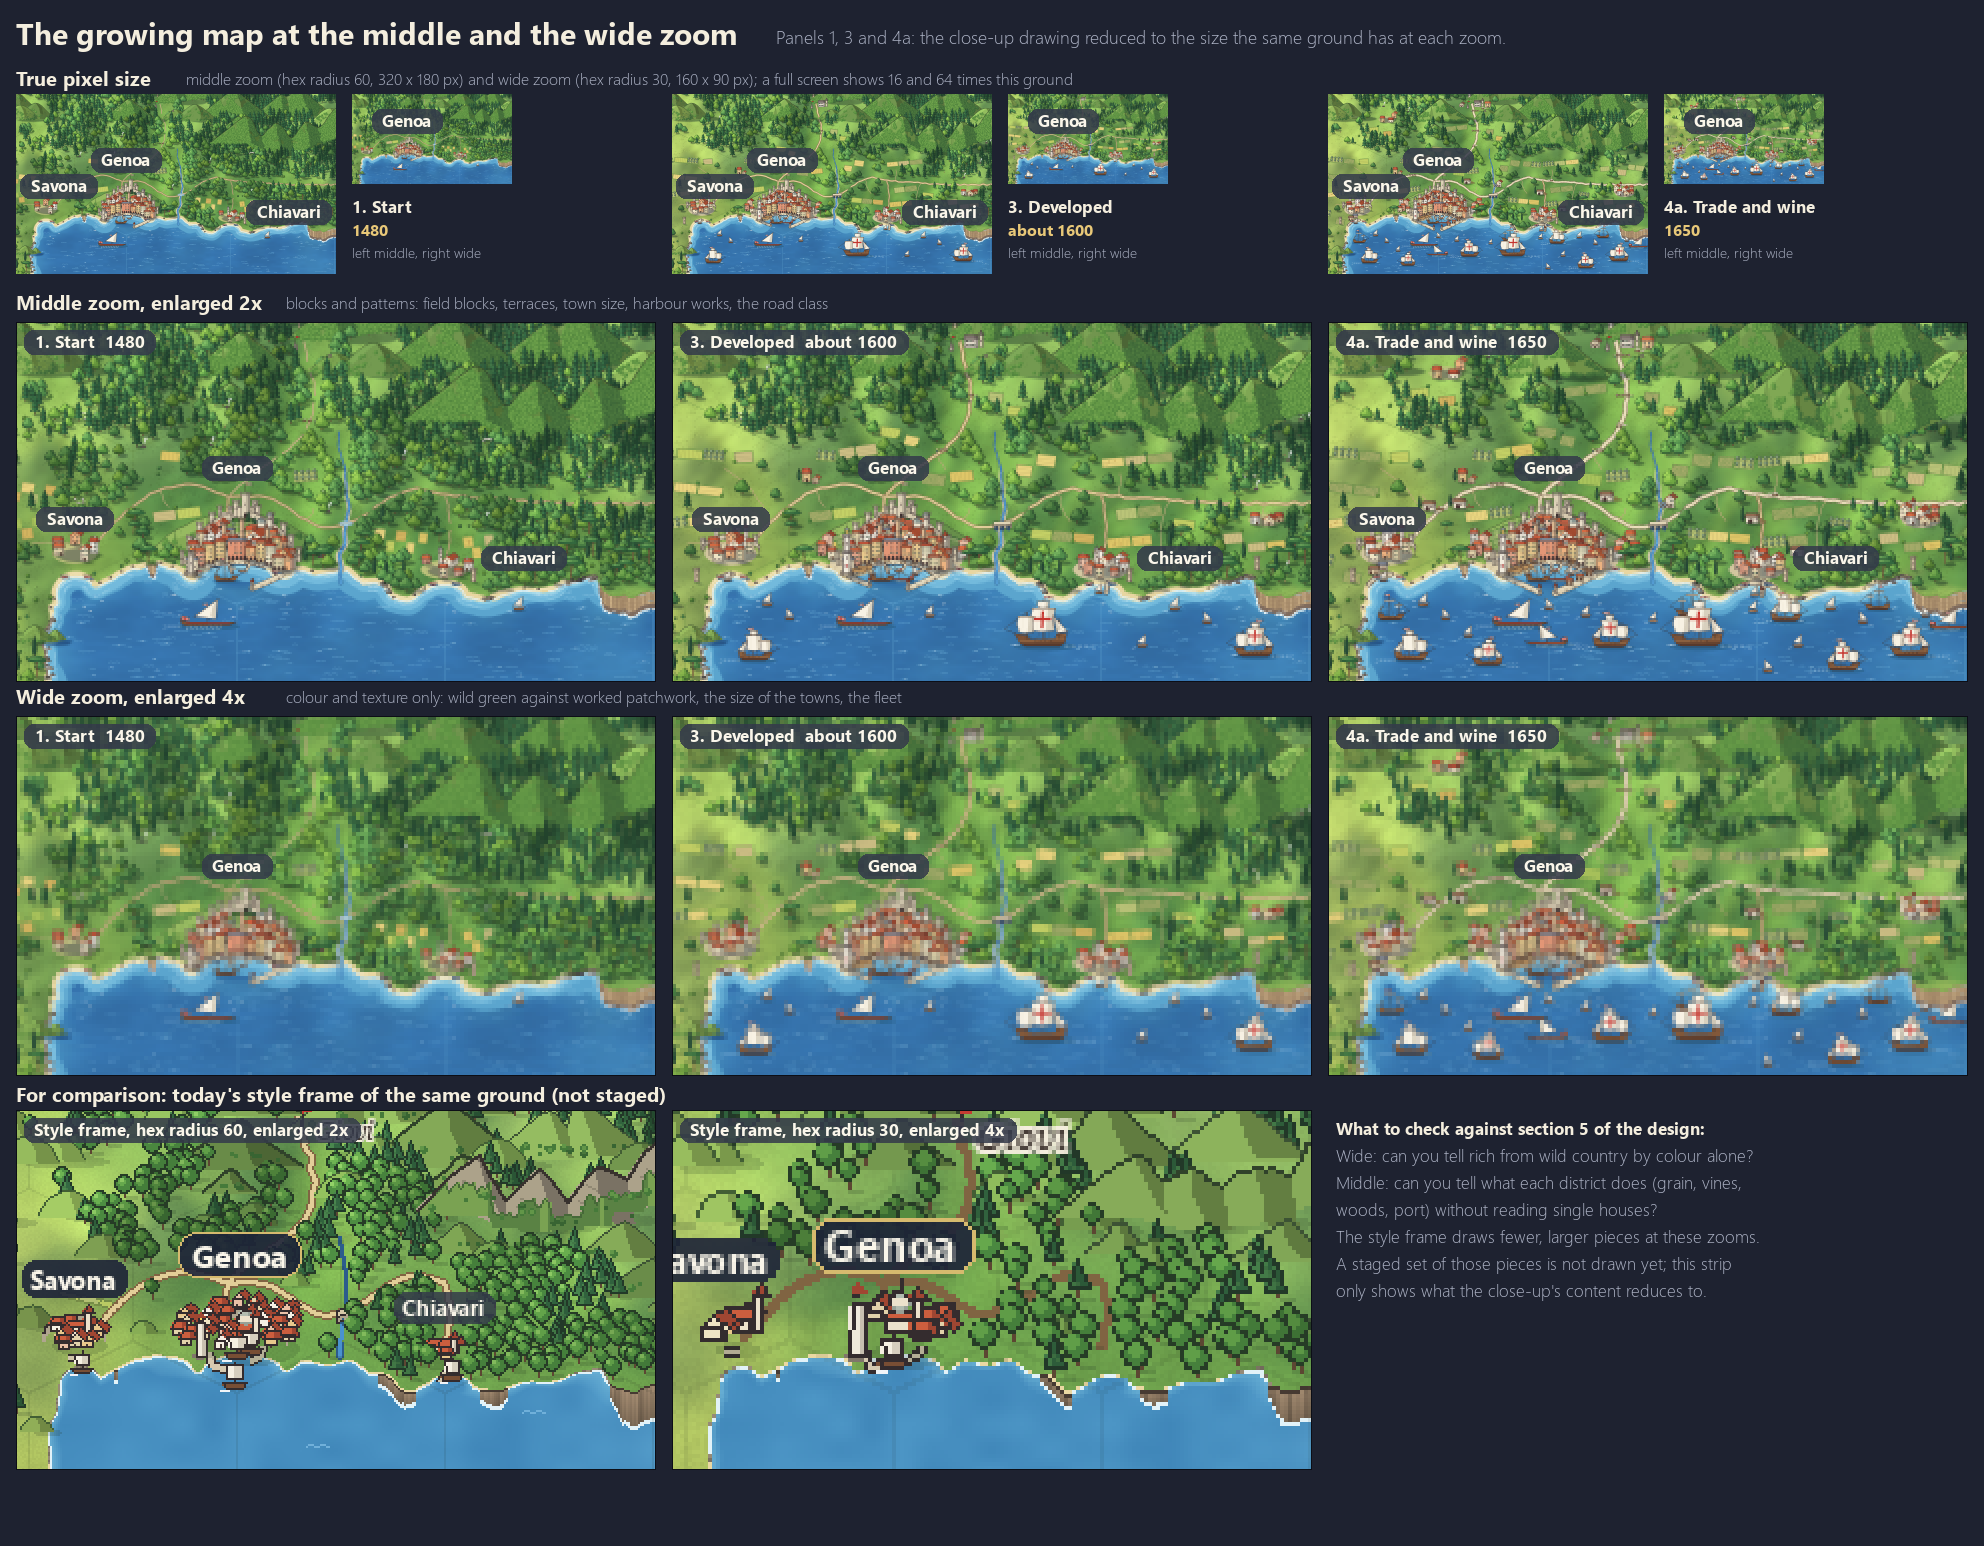 The growing map at the middle and the wide zoom
Panels 1, 3 and 4a: the close-up drawing reduced to the size the same ground has at each zoom.
True pixel size
middle zoom (hex radius 60, 320 x 180 px) and wide zoom (hex radius 30, 160 x 90 px); a full screen shows 16 and 64 times this ground
Genoa
Savona
Chiavari
Genoa
1. Start
1480
left middle, right wide
Genoa
Savona
Chiavari
Genoa
3. Developed
about 1600
left middle, right wide
Genoa
Savona
Chiavari
Genoa
4a. Trade and wine
1650
left middle, right wide
Middle zoom, enlarged 2x
blocks and patterns: field blocks, terraces, town size, harbour works, the road class
1. Start 1480
Genoa
Savona
Chiavari
3. Developed about 1600
Genoa
Savona
Chiavari
4a. Trade and wine 1650
Genoa
Savona
Chiavari
Wide zoom, enlarged 4x
colour and texture only: wild green against worked patchwork, the size of the towns, the fleet
1. Start 1480
Genoa
3. Developed about 1600
Genoa
4a. Trade and wine 1650
Genoa
For comparison: today's style frame of the same ground (not staged)
Style frame, hex radius 60, enlarged 2x
Genoa
Savona
Chiavari
Style frame, hex radius 30, enlarged 4x
Genoa
avona
What to check against section 5 of the design:
Wide: can you tell rich from wild country by colour alone?
Middle: can you tell what each district does (grain, vines,
woods, port) without reading single houses?
The style frame draws fewer, larger pieces at these zooms.
A staged set of those pieces is not drawn yet; this strip
only shows what the close-up's content reduces to.